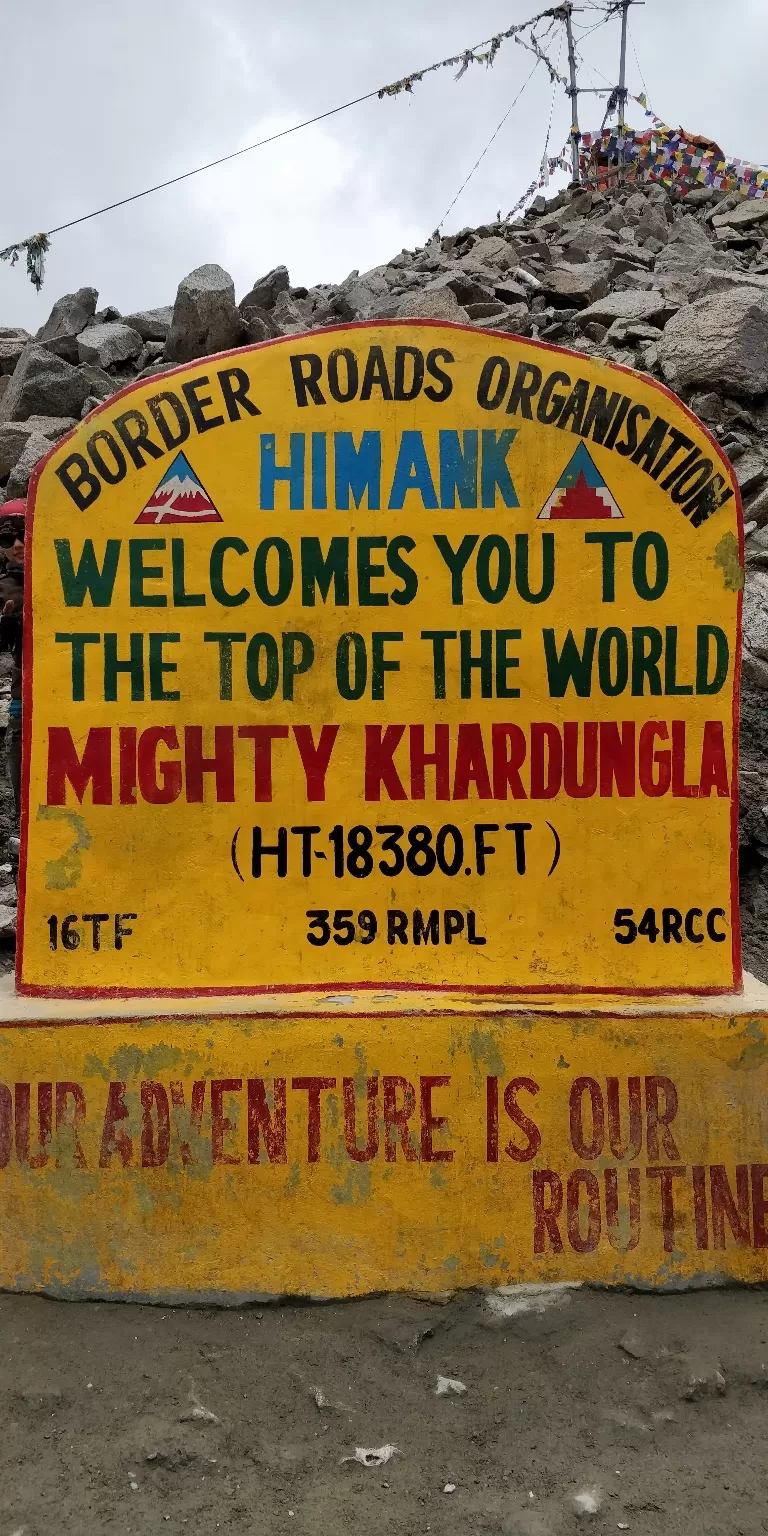 BORDER ROADS ORGANISATION
HIMANK
WELCOMES YOU TO
THE TOP OF THE WORLD
MIGHTY KHARDUNGLA
(HT-18380.FT)
16TF 359 RMPL 54RCC
OUR ADVENTURE IS OUR
ROUTINE